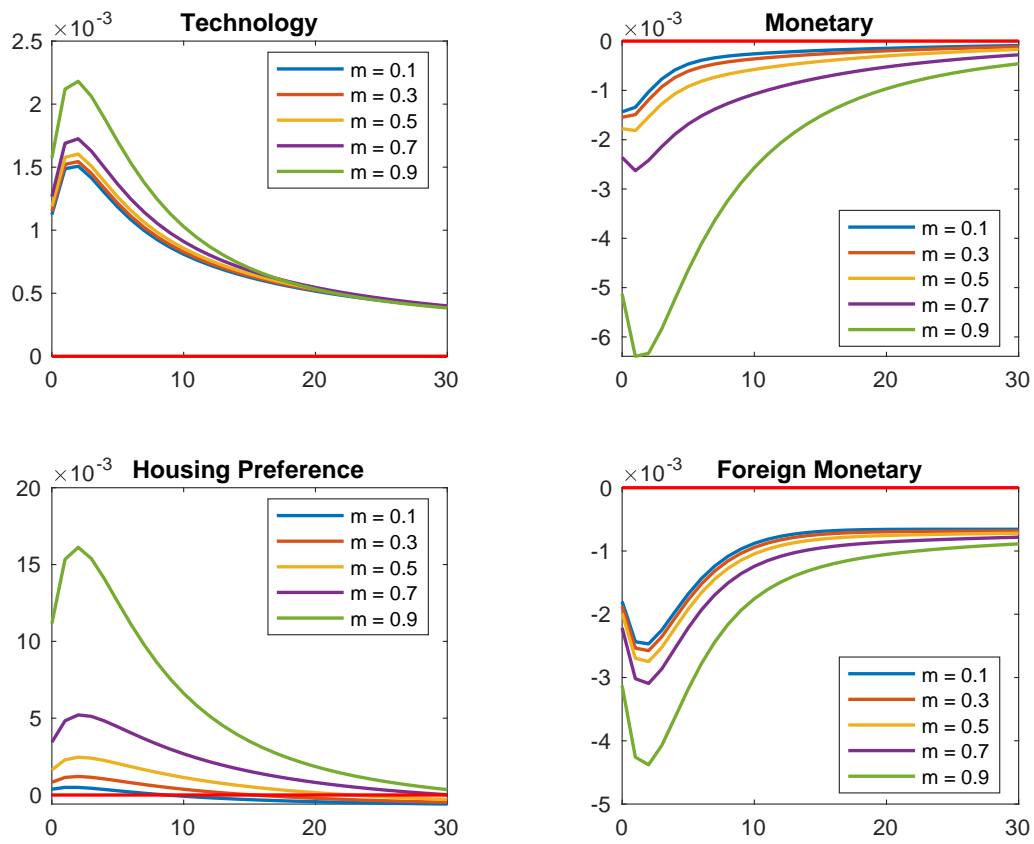 Technology
×10-3
2.5
2
1.5
1
0.5
0
0
10
20
30
m = 0.1
m = 0.3
m = 0.5
m = 0.7
m = 0.9
Monetary
×10-3
0
-1
-2
-3
-4
-5
-6
0
10
20
30
m = 0.1
m = 0.3
m = 0.5
m = 0.7
m = 0.9
Housing Preference
×10-3
20
15
10
5
0
0
10
20
30
m = 0.1
m = 0.3
m = 0.5
m = 0.7
m = 0.9
Foreign Monetary
×10-3
0
-1
-2
-3
-4
-5
0
10
20
30
m = 0.1
m = 0.3
m = 0.5
m = 0.7
m = 0.9